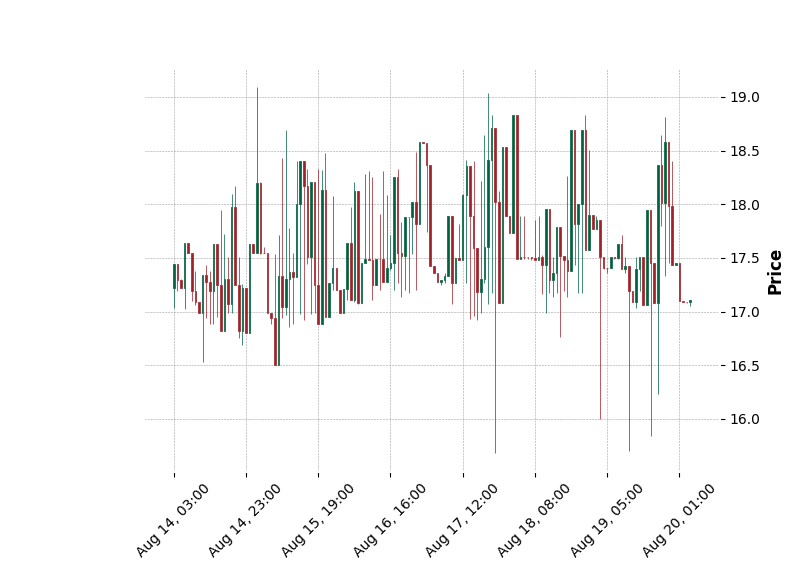 19.0
18.5
18.0
17.5
17.0
16.5
16.0
Price
Aug 14, 03:00
Aug 14, 23:00
Aug 15, 19:00
Aug 16, 16:00
Aug 17, 12:00
Aug 18, 08:00
Aug 19, 05:00
Aug 20, 01:00